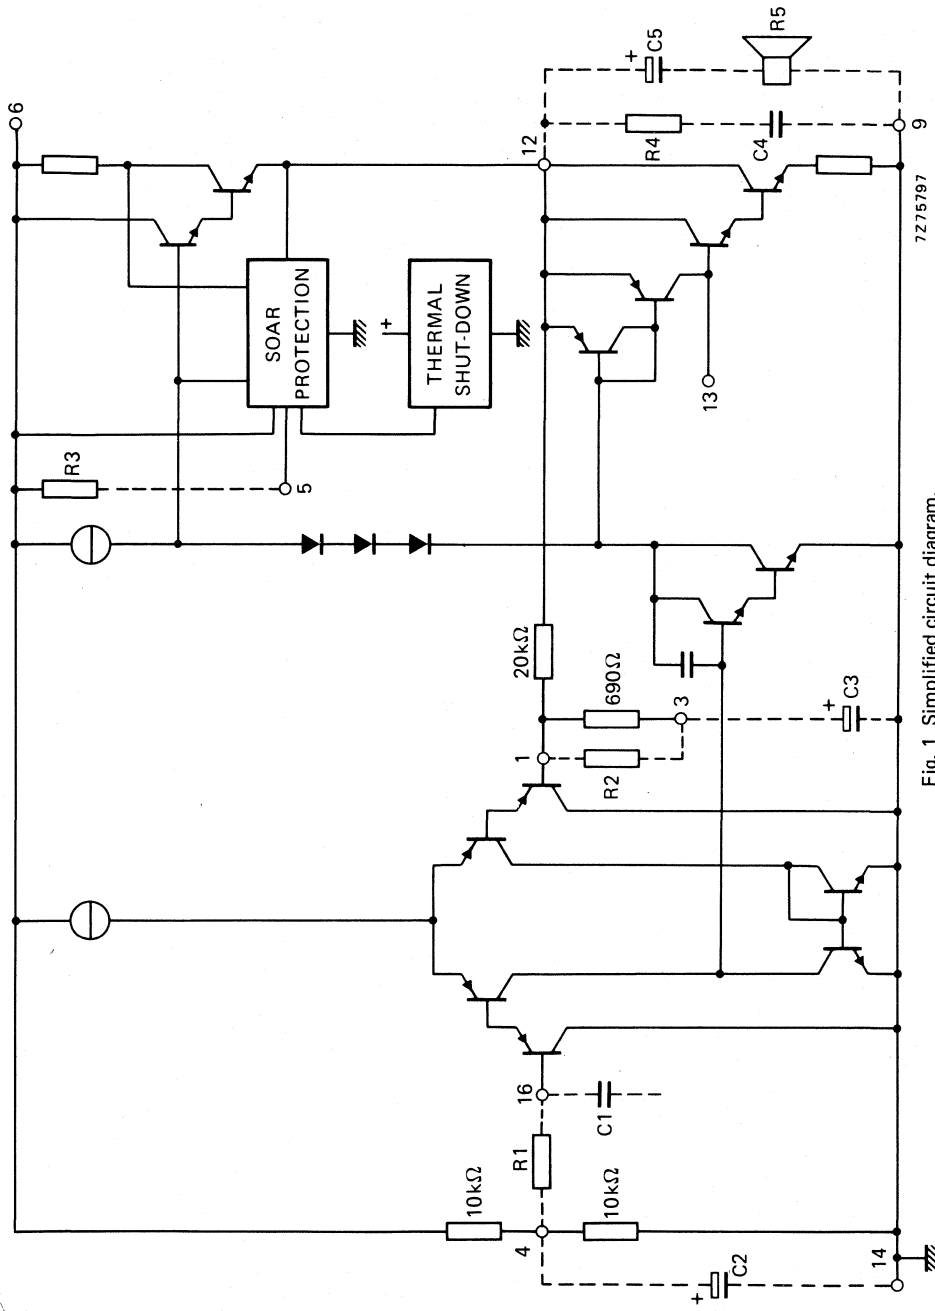 6
R3
5
SOAR
PROTECTION
+
THERMAL
SHUT-DOWN
12
+
C5
R5
R4
C4
9
13
20kΩ
690Ω
3
1
R2
+
C3
16
C1
R1
10kΩ
4
10kΩ
+
C2
14
7Z75797
Fig. 1 Simplified circuit diagram.